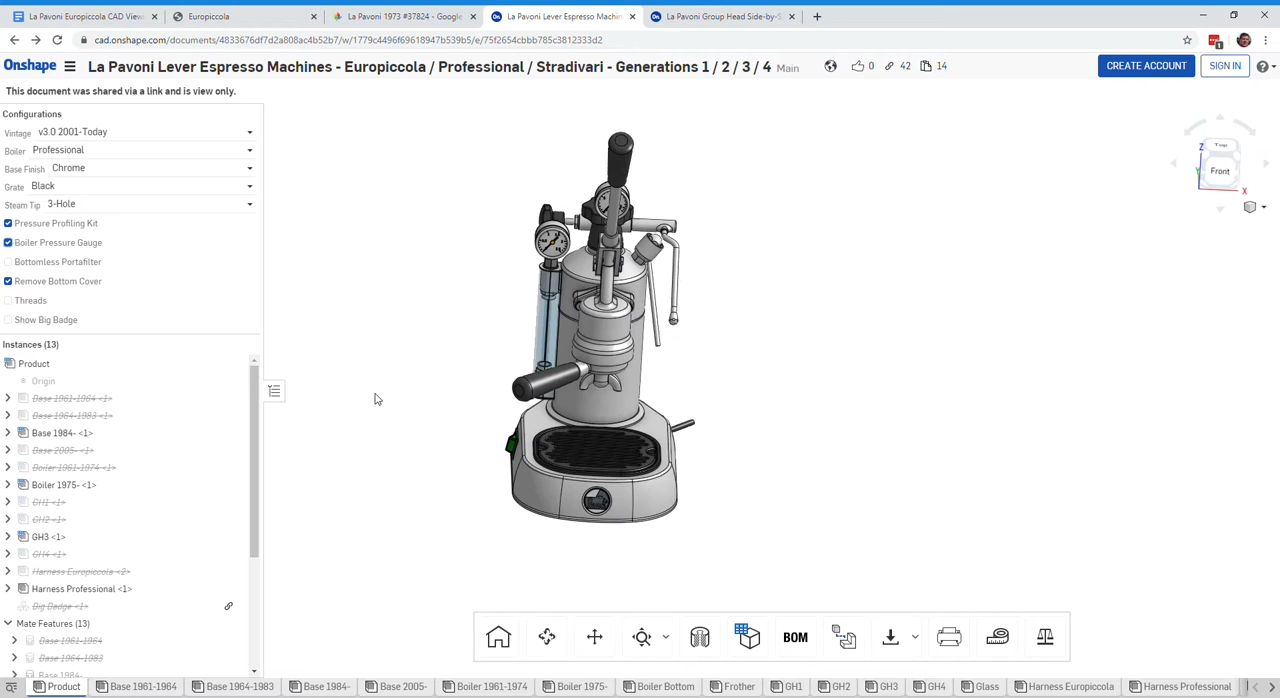 La Pavoni Europiccola CAD View
Europiccola
La Pavoni 1973 #37824 - Google
La Pavoni Lever Espresso Machin
La Pavoni Group Head Side-by-S
cad.onshape.com/documents/4833676df7d2a808ac4b52b7/w/1779c4496f69618947b539b5/e/75f2654cbbb785c3812333d2
Onshape La Pavoni Lever Espresso Machines - Europiccola / Professional / Stradivari - Generations 1 / 2 / 3 / 4 Main 0 42 14 CREATE ACCOUNT SIGN IN
This document was shared via a link and is view only.
Configurations
Vintage v3.0 2001-Today
Boiler Professional
Base Finish Chrome
Grate Black
Steam Tip 3-Hole
Pressure Profiling Kit
Boiler Pressure Gauge
Bottomless Portafilter
Remove Bottom Cover
Threads
Show Big Badge
Instances (13)
Product
Origin
Base 1961-1964 <1>
Base 1964-1983 <1>
Base 1984- <1>
Base 2005- <1>
Boiler 1961-1974 <1>
Boiler 1975- <1>
GH1 <1>
GH2 <1>
GH3 <1>
GH4 <1>
Harness Europiccola <2>
Harness Professional <1>
Big Badge <1>
Mate Features (13)
Base 1961-1964
Base 1964-1983
Base 1984-
Top
Front
Z
Y
X
BOM
Product Base 1961-1964 Base 1964-1983 Base 1984- Base 2005- Boiler 1961-1974 Boiler 1975- Boiler Bottom Frother GH1 GH2 GH3 GH4 Glass Harness Europiccola Harness Professional